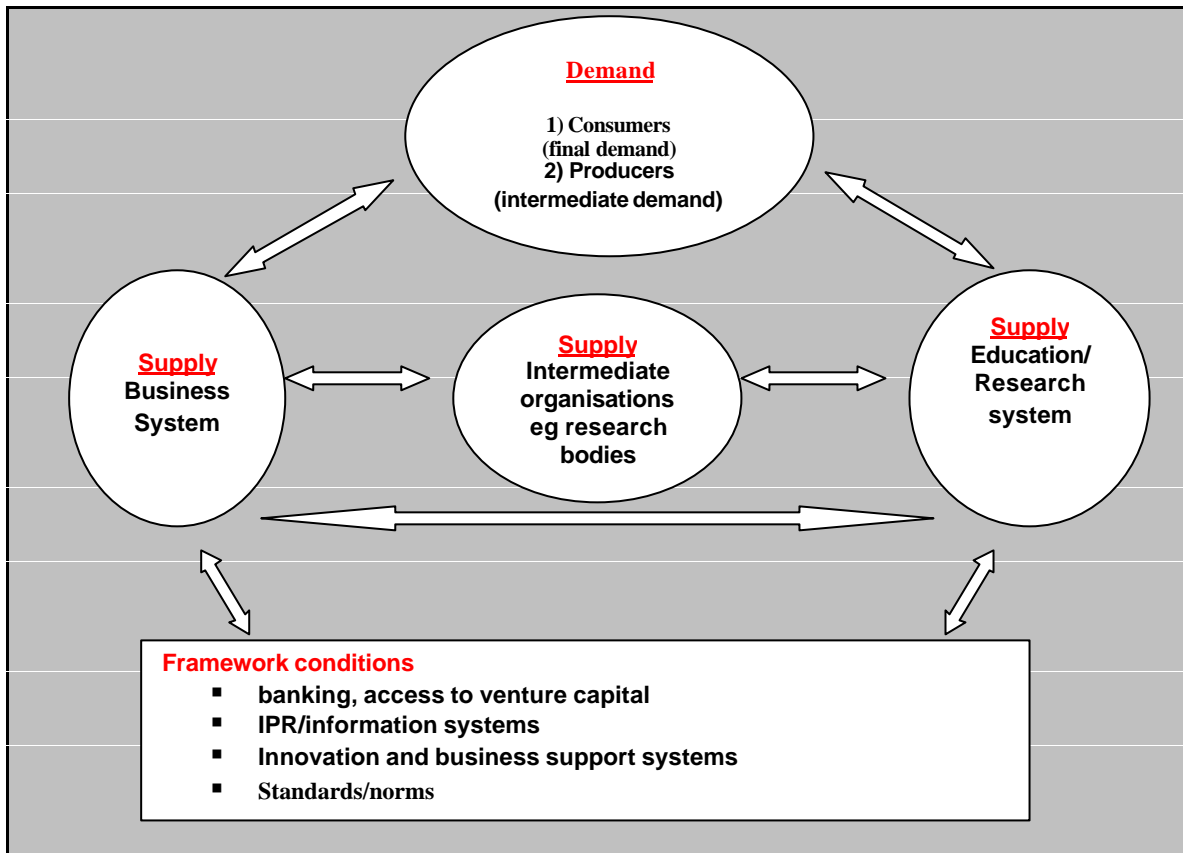 Demand
1) Consumers
(final demand)
2) Producers
(intermediate demand)
Supply
Business
System
Supply
Intermediate
organisations
eg research
bodies
Supply
Education/
Research
system
Framework conditions
▪ banking, access to venture capital
▪ IPR/information systems
▪ Innovation and business support systems
▪ Standards/norms